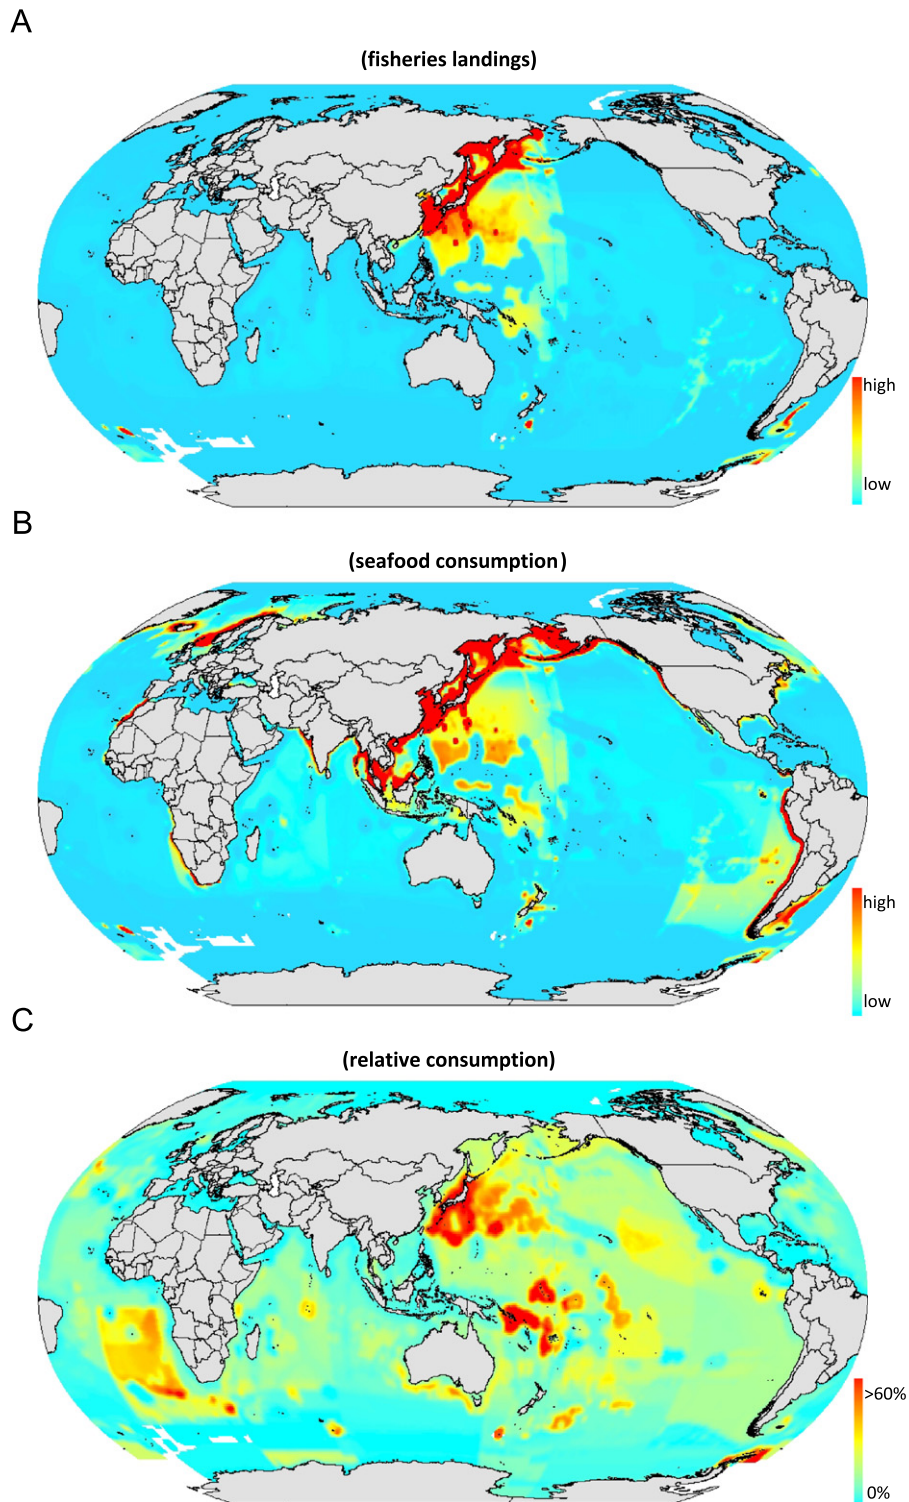 A
(fisheries landings)
high
low
B
(seafood consumption)
high
low
C
(relative consumption)
>60%
0%